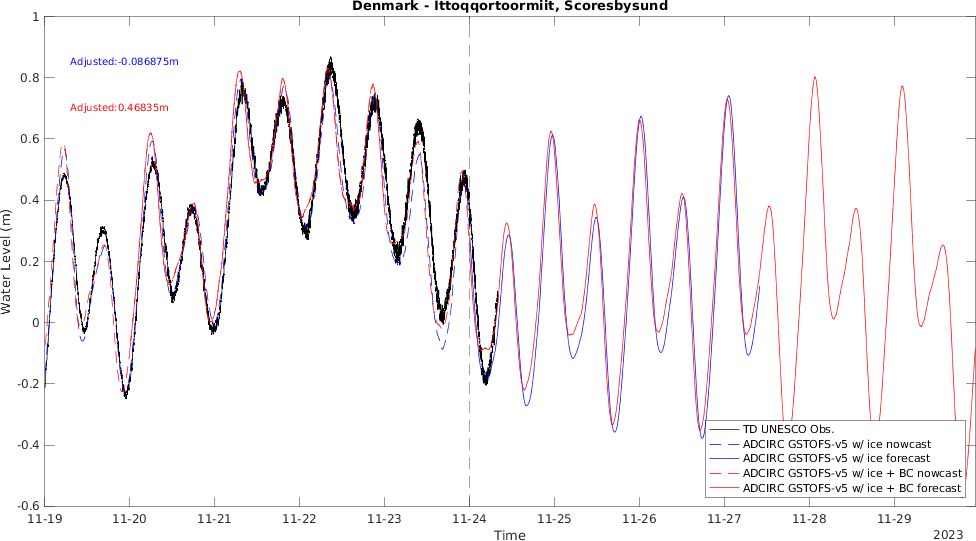 Denmark - Ittoqqortoormiit, Scoresbysund
Adjusted:-0.086875m
Adjusted:0.46835m
Water Level (m)
1
0.8
0.6
0.4
0.2
0
-0.2
-0.4
-0.6
TD UNESCO Obs.
ADCIRC GSTOFS-v5 w/ ice nowcast
ADCIRC GSTOFS-v5 w/ ice forecast
ADCIRC GSTOFS-v5 w/ ice + BC nowcast
ADCIRC GSTOFS-v5 w/ ice + BC forecast
11-19 11-20 11-21 11-22 11-23 11-24 11-25 11-26 11-27 11-28 11-29
Time
2023